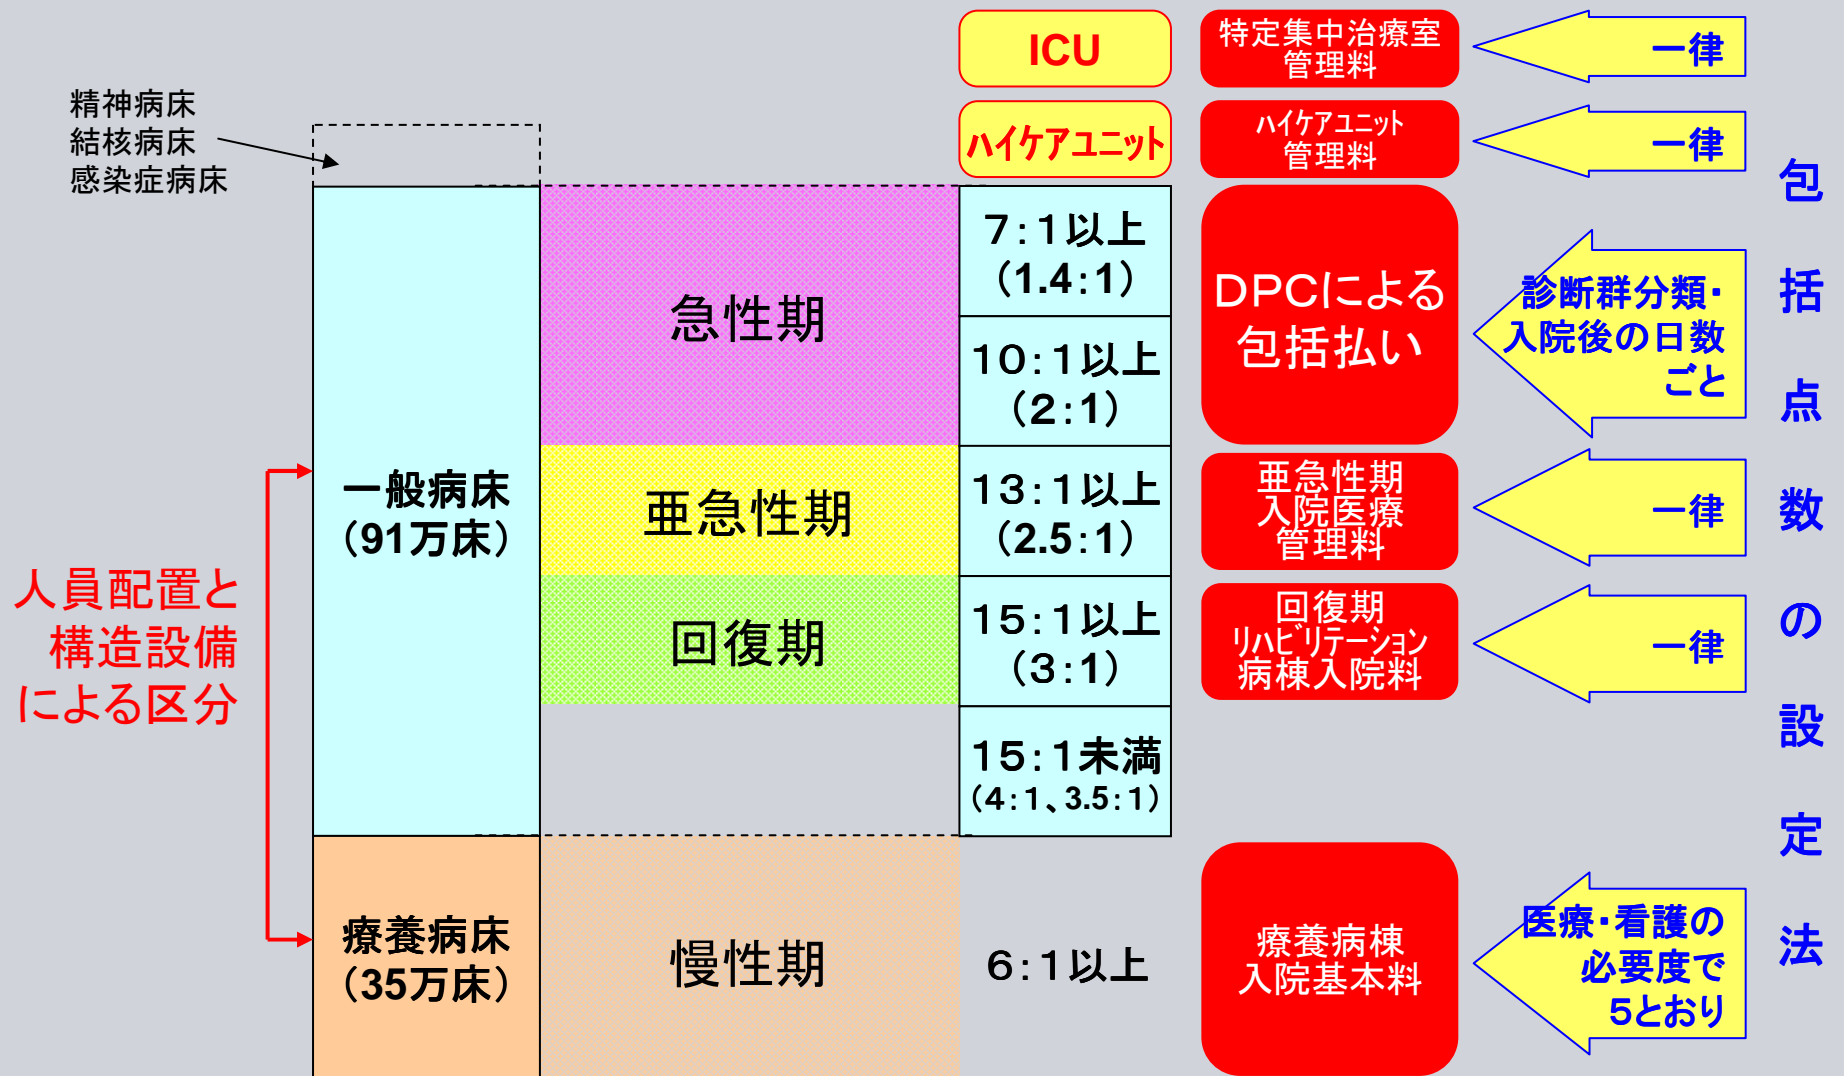 精神病床
結核病床
感染症病床
人員配置と
構造設備
による区分
一般病床
（91万床）
療養病床
（35万床）
急性期
亜急性期
回復期
慢性期
ICU
ハイケアユニット
７：１以上
（1.4：1）
１０：１以上
（２：１）
１３：１以上
（2.5：1）
１５：１以上
（３：１）
１５：１未満
（４：１、3.5：１）
６：１以上
特定集中治療室
管理料
ﾊｲｹｱﾕﾆｯﾄ
管理料
ＤＰＣによる
包括払い
亜急性期
入院医療
管理料
回復期
ﾘﾊﾋﾞﾘﾃｰｼｮﾝ
病棟入院料
療養病棟
入院基本料
一律
一律
診断群分類・
入院後の日数
ごと
一律
一律
医療・看護の
必要度で
５とおり
包括点数の設定法